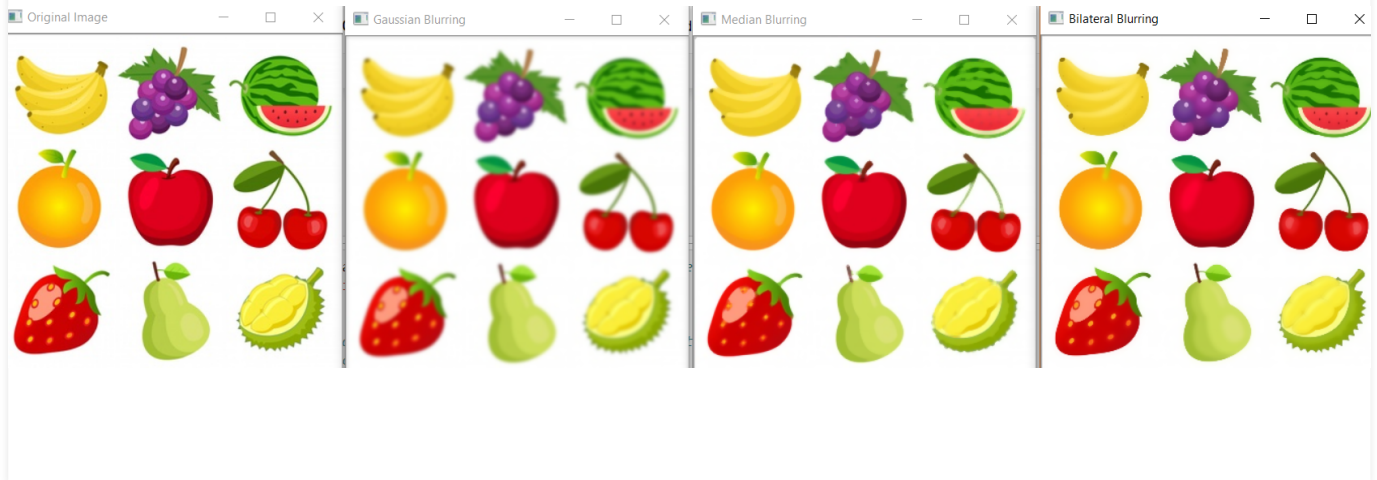 Original Image
Gaussian Blurring
Median Blurring
Bilateral Blurring